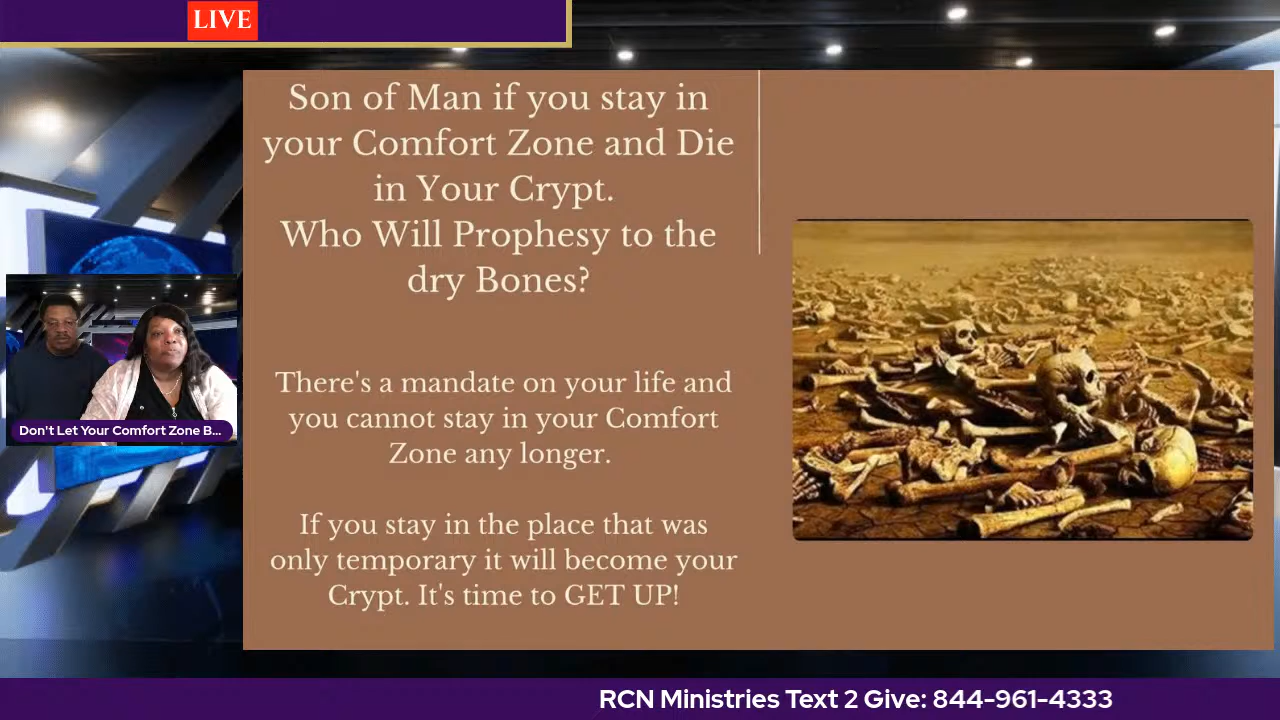 LIVE
Son of Man if you stay in
your Comfort Zone and Die
in Your Crypt.
Who Will Prophesy to the
dry Bones?
There's a mandate on your life and
you cannot stay in your Comfort
Zone any longer.
If you stay in the place that was
only temporary it will become your
Crypt. It's time to GET UP!
Don't Let Your Comfort Zone B...
RCN Ministries Text 2 Give: 844-961-4333